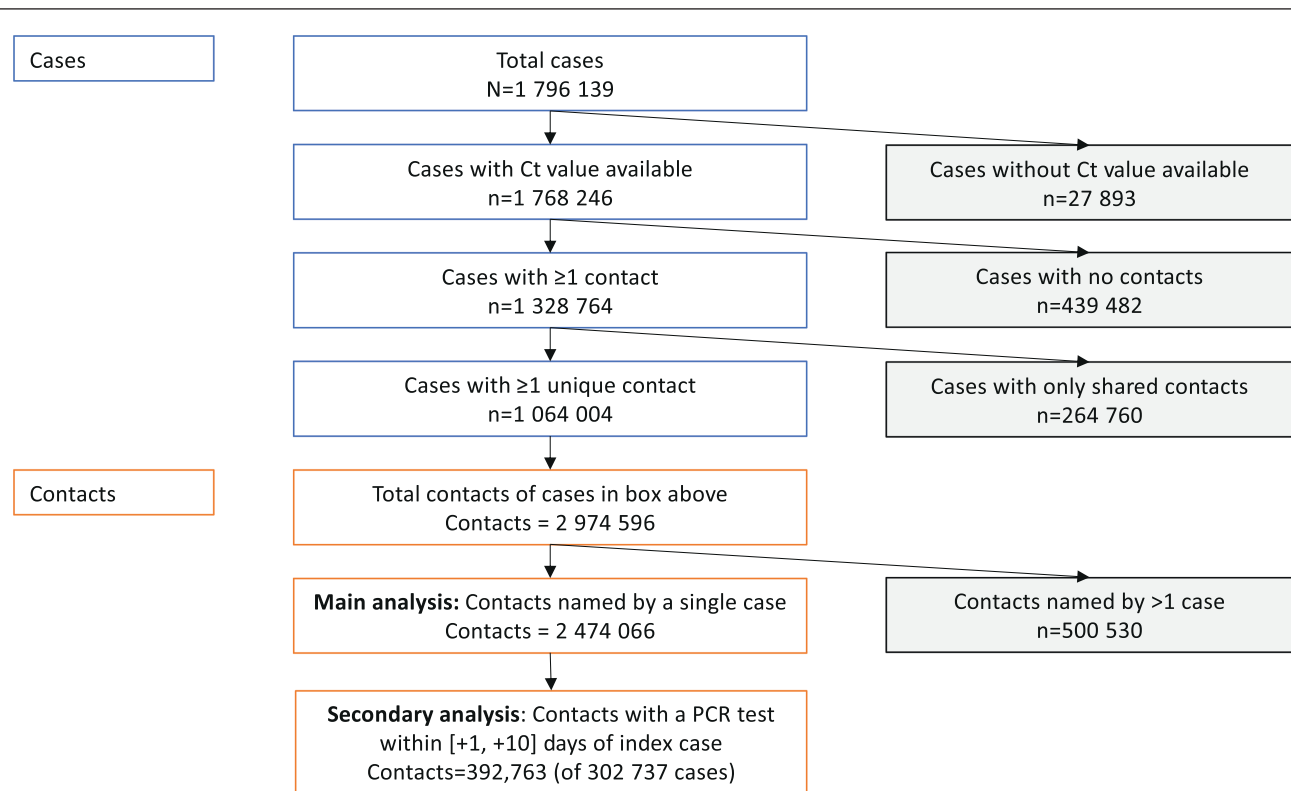 Cases
Total cases
N=1 796 139
Cases with Ct value available
n=1 768 246
Cases without Ct value available
n=27 893
Cases with ≥1 contact
n=1 328 764
Cases with no contacts
n=439 482
Cases with ≥1 unique contact
n=1 064 004
Cases with only shared contacts
n=264 760
Contacts
Total contacts of cases in box above
Contacts = 2 974 596
Main analysis: Contacts named by a single case
Contacts = 2 474 066
Contacts named by >1 case
n=500 530
Secondary analysis: Contacts with a PCR test
within [+1, +10] days of index case
Contacts=392,763 (of 302 737 cases)